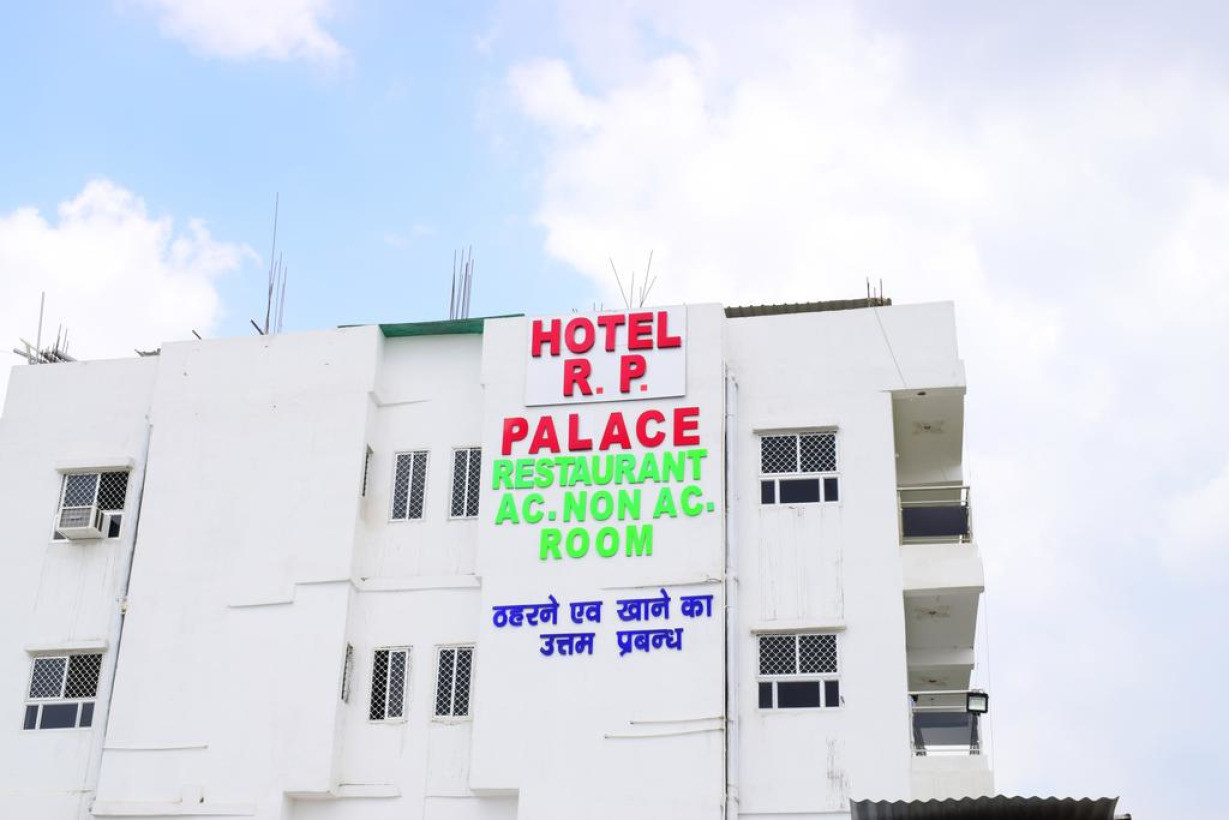 HOTEL
R. P.
PALACE
RESTAURANT
AC. NON AC.
ROOM
ठहरने एव खाने का
उत्तम प्रबन्ध